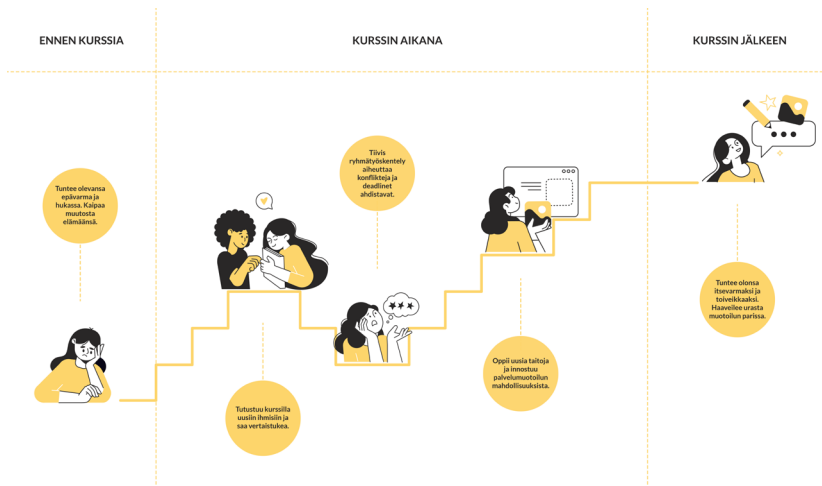 ENNEN KURSSIA
KURSSIN AIKANA
KURSSIN JÄLKEEN
Tuntee olevansa
epävarma ja
hukassa. Kaipaa
muutosta
elämäänsä.
Tutustuu kurssilla
uusiin ihmisiin ja
saa vertaistukea.
Tiivis
ryhmätyöskentely
aiheuttaa
konflikteja ja
deadlinet
ahdistavat.
Oppii uusia taitoja
ja innostuu
palvelumuotoilun
mahdollisuuksista.
Tuntee olonsa
itsevarmaksi ja
toiveikkaaksi.
Haaveilee urasta
muotoilun parissa.